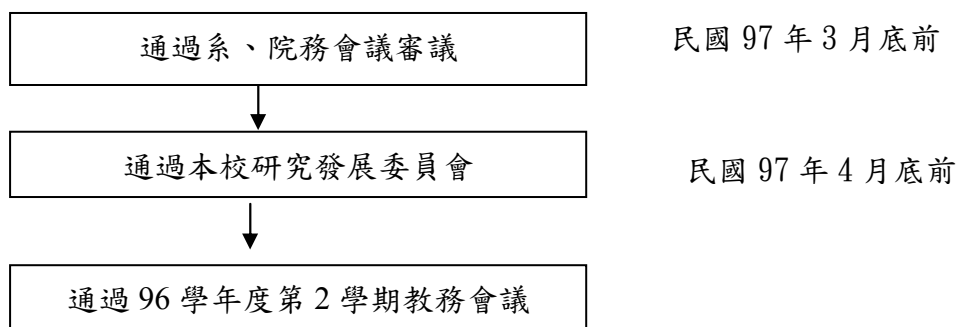 通過系、院務會議審議
民國 97 年 3 月底前
通過本校研究發展委員會
民國 97 年 4 月底前
通過 96 學年度第 2 學期教務會議